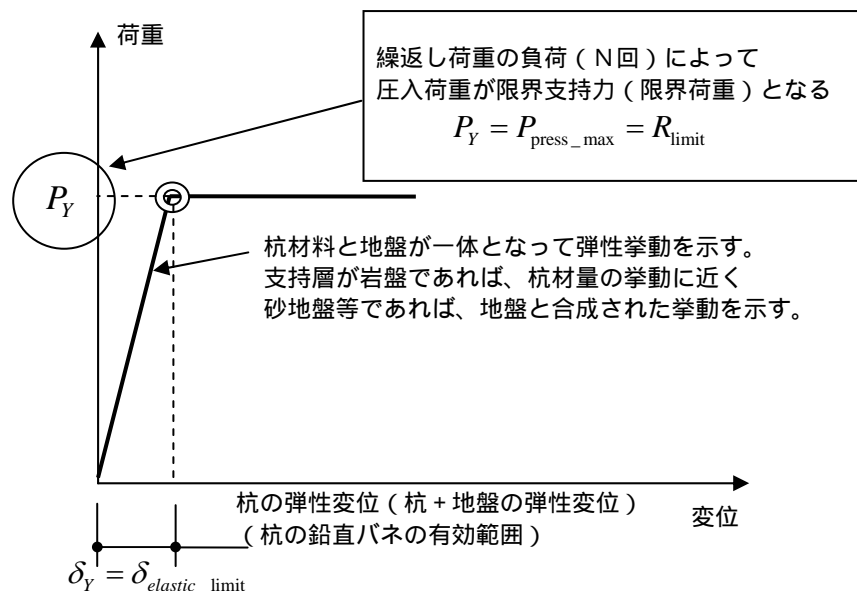 荷重
繰返し荷重の負荷(N回)によって
圧入荷重が限界支持力(限界荷重)となる
P_Y = P_press_max = R_limit
P_Y
杭材料と地盤が一体となって弾性挙動を示す。
支持層が岩盤であれば、杭材量の挙動に近く
砂地盤等であれば、地盤と合成された挙動を示す。
杭の弾性変位(杭+地盤の弾性変位)
(杭の鉛直バネの有効範囲)
変位
δ_Y = δ_elastic_limit